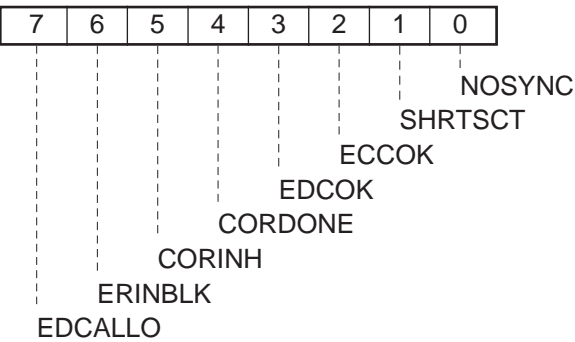 7 6 5 4 3 2 1 0
NOSYNC
SHRTSCT
ECCOK
EDCOK
CORDONE
CORINH
ERINBLK
EDCALLO